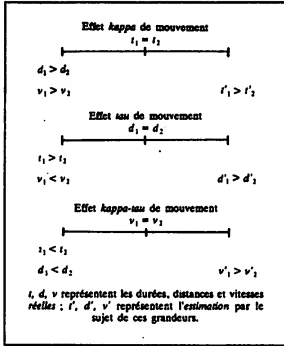 Effet kappa de mouvement
t₁ = t₂
d₁ > d₂
v₁ > v₂ t'₁ > t'₂
Effet tau de mouvement
d₁ = d₂
t₁ > t₂
v₁ < v₂ d'₁ > d'₂
Effet kappa-tau de mouvement
v₁ = v₂
t₁ < t₂
d₁ < d₂ v'₁ > v'₂
t, d, v représentent les durées, distances et vitesses
réelles ; t', d', v' représentent l'estimation par le
sujet de ces grandeurs.